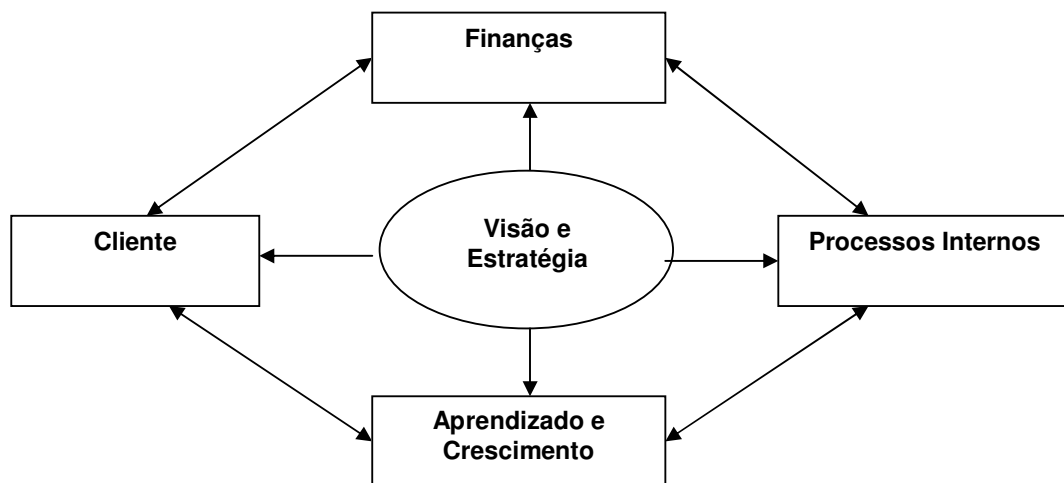 Finanças
Cliente
Visão e
Estratégia
Processos Internos
Aprendizado e
Crescimento